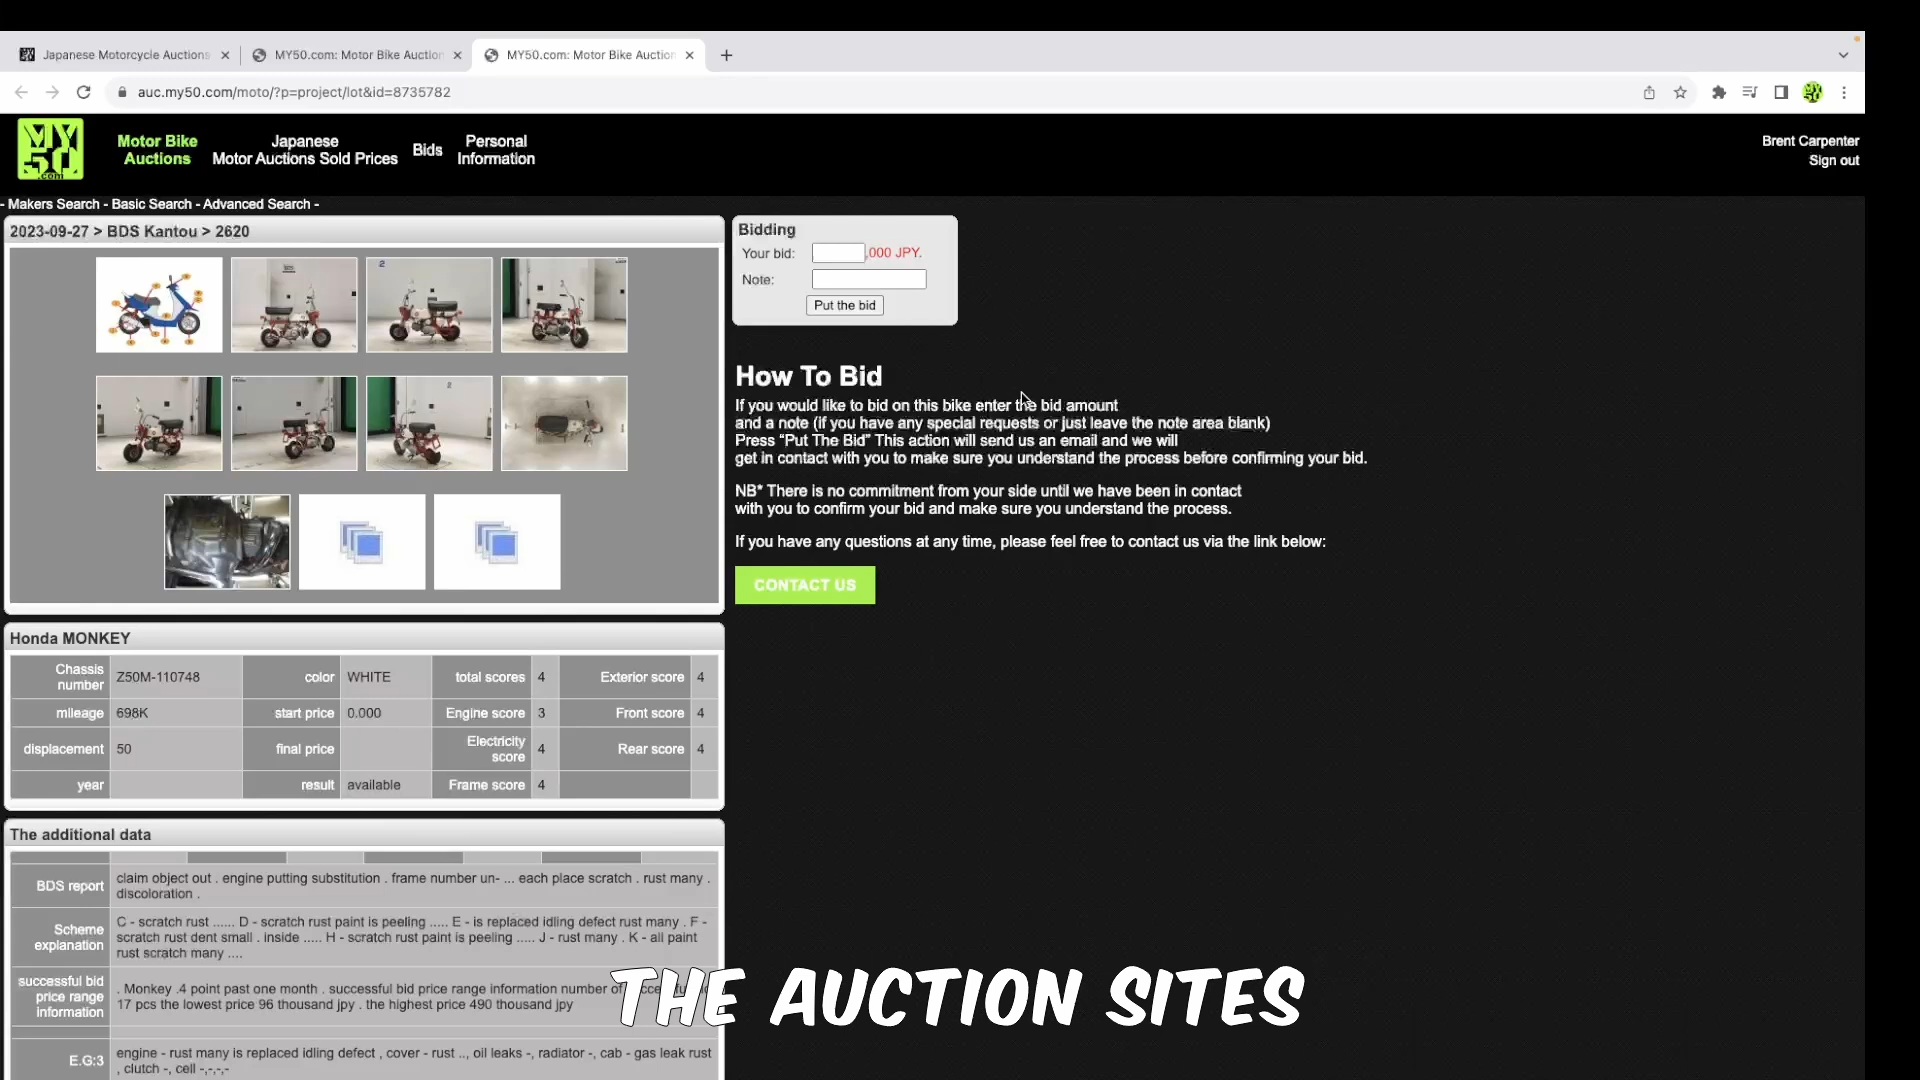 Japanese Motorcycle Auctions
MY50.com: Motor Bike Auction
MY50.com: Motor Bike Auction
auc.my50.com/moto/?p=project/lot&id=8735782
MY
50
.com
Motor Bike
Auctions
Japanese
Motor Auctions Sold Prices
Bids
Personal
Information
Brent Carpenter
Sign out
- Makers Search - Basic Search - Advanced Search -
2023-09-27 > BDS Kantou > 2620
Bidding
Your bid: ,000 JPY.
Note:
Put the bid
How To Bid
If you would like to bid on this bike enter the bid amount
and a note (if you have any special requests or just leave the note area blank)
Press “Put The Bid” This action will send us an email and we will
get in contact with you to make sure you understand the process before confirming your bid.
NB* There is no commitment from your side until we have been in contact
with you to confirm your bid and make sure you understand the process.
If you have any questions at any time, please feel free to contact us via the link below:
CONTACT US
Honda MONKEY
Chassis number Z50M-110748 color WHITE total scores 4 Exterior score 4
mileage 698K start price 0.000 Engine score 3 Front score 4
displacement 50 final price Electricity score 4 Rear score 4
year result available Frame score 4
The additional data
BDS report claim object out . engine putting substitution . frame number un- ... each place scratch . rust many .
discoloration .
Scheme explanation C - scratch rust ...... D - scratch rust paint is peeling ..... E - is replaced idling defect rust many . F -
scratch rust dent small . inside ..... H - scratch rust paint is peeling ..... J - rust many . K - all paint
rust scratch many ....
successful bid price range information . Monkey .4 point past one month . successful bid price range information number of
17 pcs the lowest price 96 thousand jpy . the highest price 490 thousand jpy
E.G:3 engine - rust many is replaced idling defect , cover - rust .., oil leaks -, radiator -, cab - gas leak rust
, clutch -, cell -,-,-,-
THE AUCTION SITES